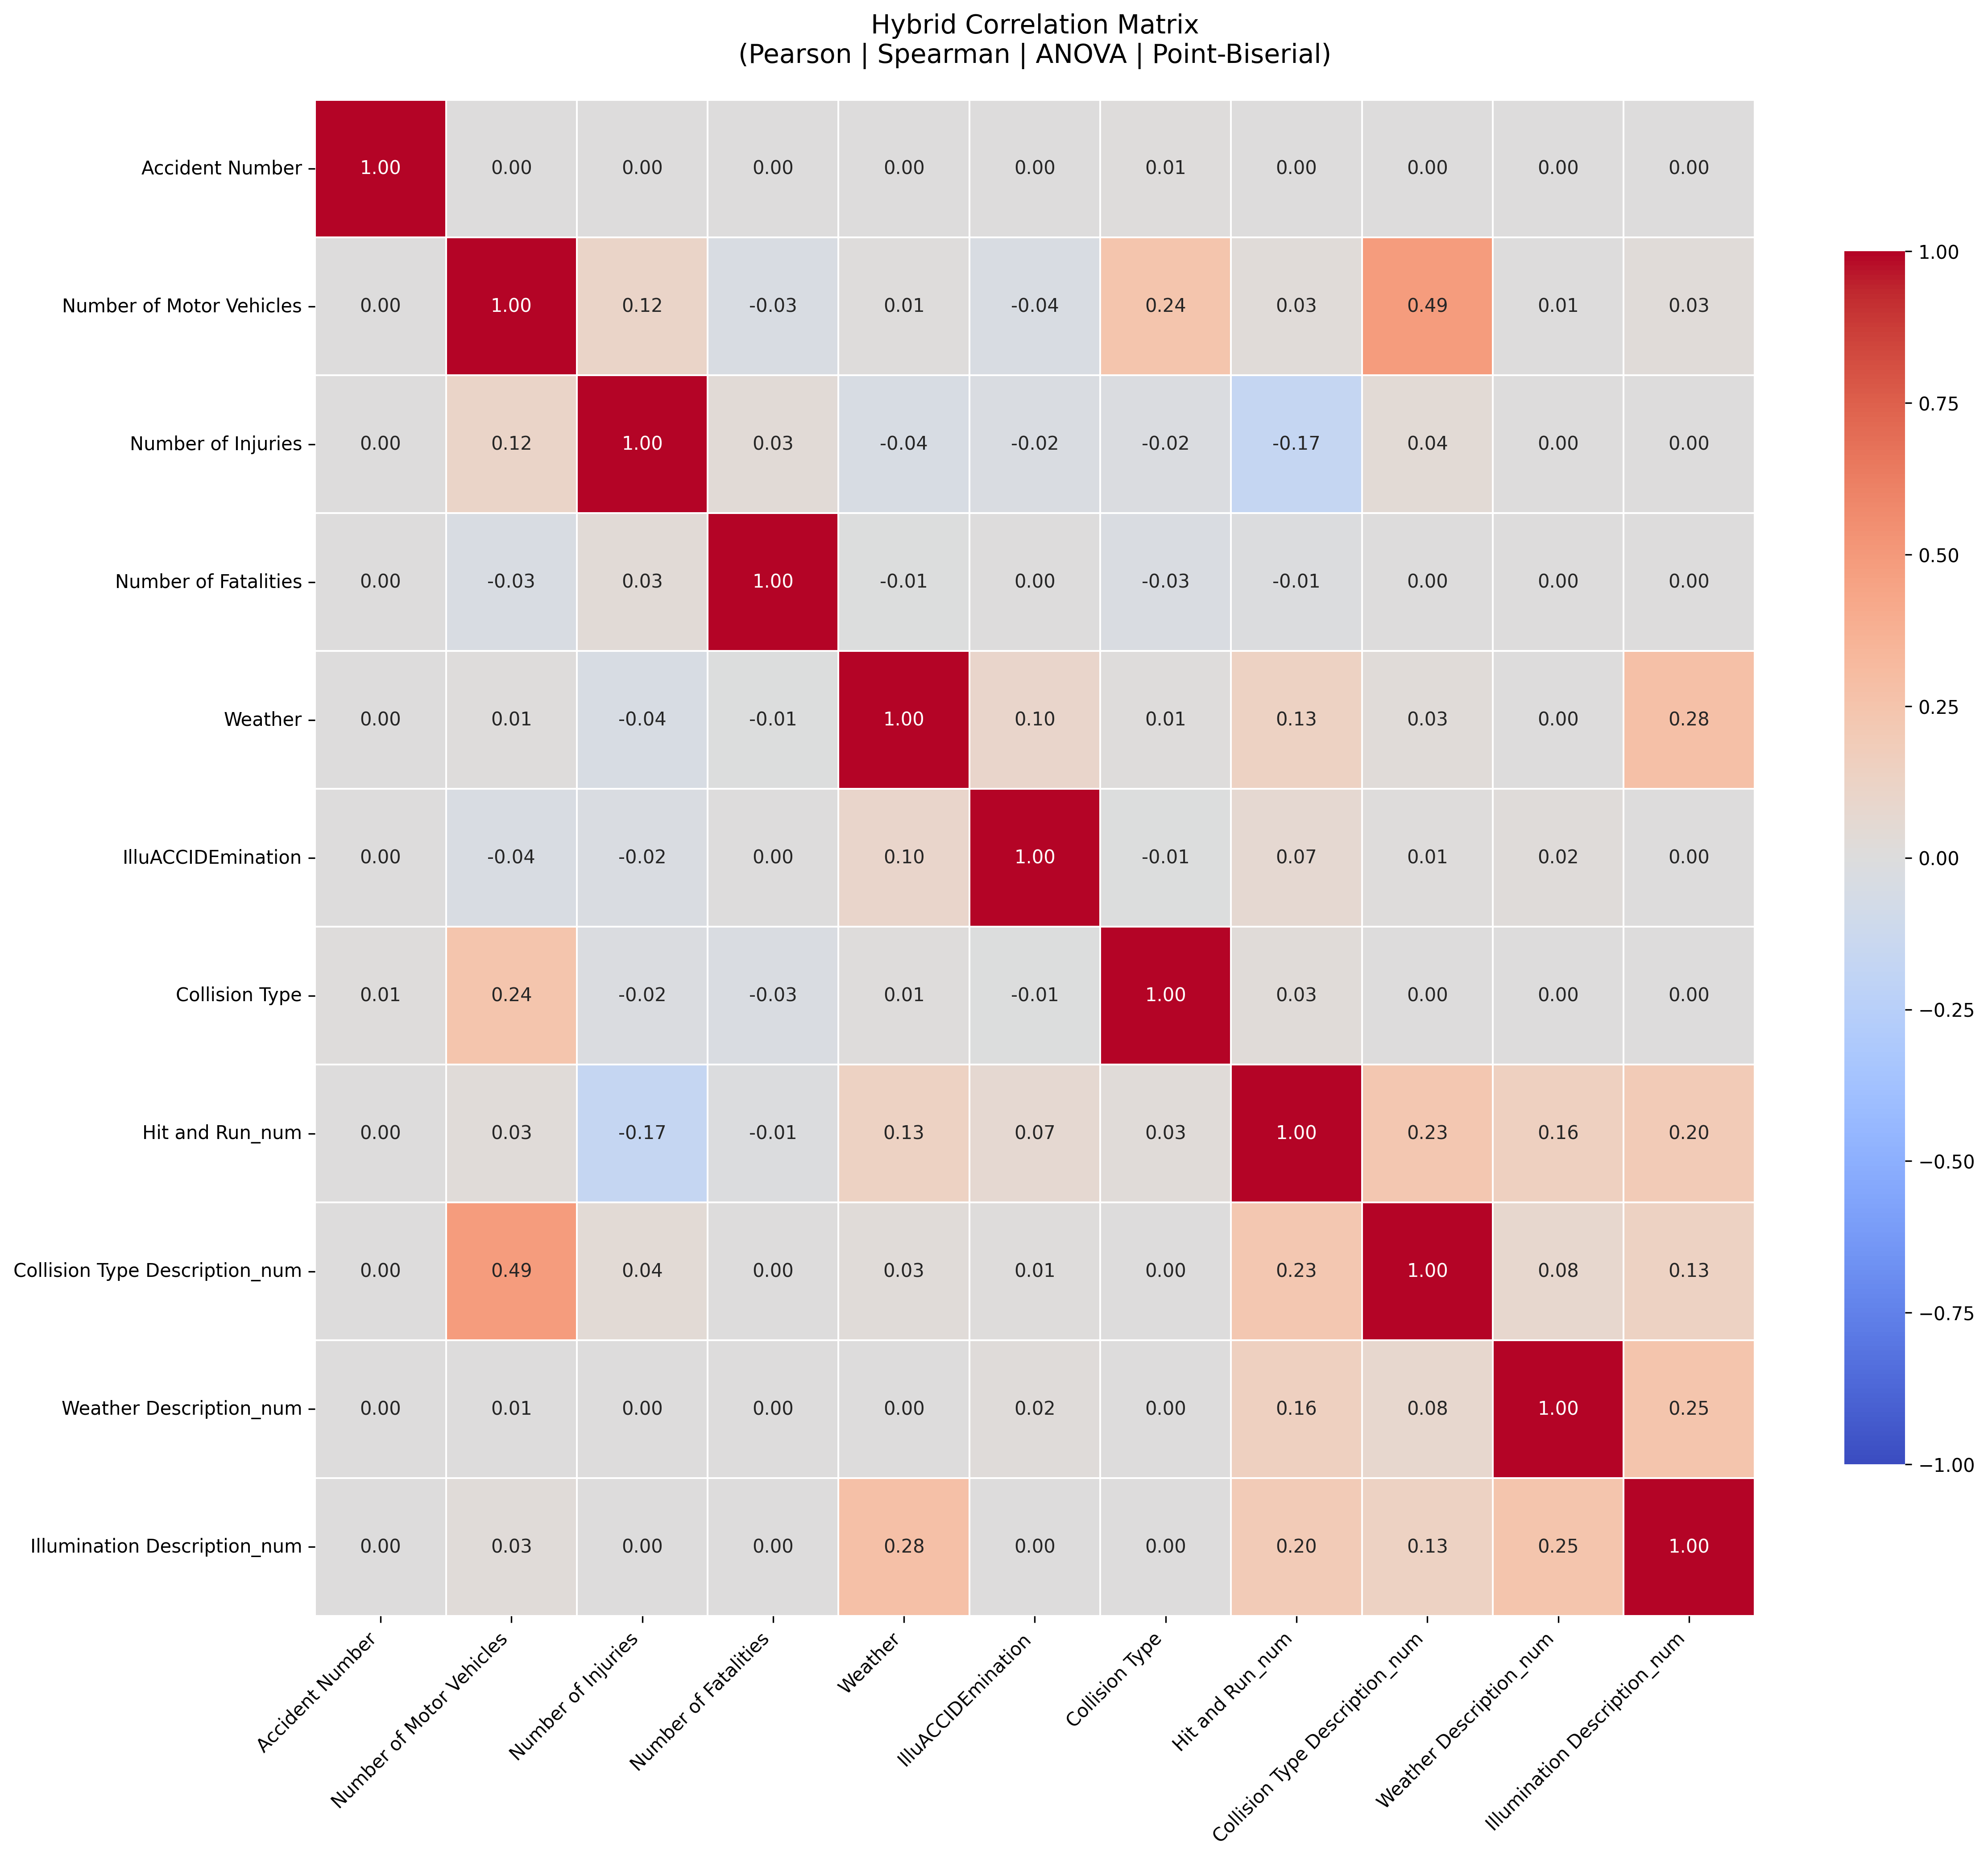 Hybrid Correlation Matrix
(Pearson | Spearman | ANOVA | Point-Biserial)
Accident Number 1.00 0.00 0.00 0.00 0.00 0.00 0.01 0.00 0.00 0.00 0.00
Number of Motor Vehicles 0.00 1.00 0.12 -0.03 0.01 -0.04 0.24 0.03 0.49 0.01 0.03
Number of Injuries 0.00 0.12 1.00 0.03 -0.04 -0.02 -0.02 -0.17 0.04 0.00 0.00
Number of Fatalities 0.00 -0.03 0.03 1.00 -0.01 0.00 -0.03 -0.01 0.00 0.00 0.00
Weather 0.00 0.01 -0.04 -0.01 1.00 0.10 0.01 0.13 0.03 0.00 0.28
IlluACCIDEmination 0.00 -0.04 -0.02 0.00 0.10 1.00 -0.01 0.07 0.01 0.02 0.00
Collision Type 0.01 0.24 -0.02 -0.03 0.01 -0.01 1.00 0.03 0.00 0.00 0.00
Hit and Run_num 0.00 0.03 -0.17 -0.01 0.13 0.07 0.03 1.00 0.23 0.16 0.20
Collision Type Description_num 0.00 0.49 0.04 0.00 0.03 0.01 0.00 0.23 1.00 0.08 0.13
Weather Description_num 0.00 0.01 0.00 0.00 0.00 0.02 0.00 0.16 0.08 1.00 0.25
Illumination Description_num 0.00 0.03 0.00 0.00 0.28 0.00 0.00 0.20 0.13 0.25 1.00
Accident Number
Number of Motor Vehicles
Number of Injuries
Number of Fatalities
Weather
IlluACCIDEmination
Collision Type
Hit and Run_num
Collision Type Description_num
Weather Description_num
Illumination Description_num
1.00
0.75
0.50
0.25
0.00
−0.25
−0.50
−0.75
−1.00